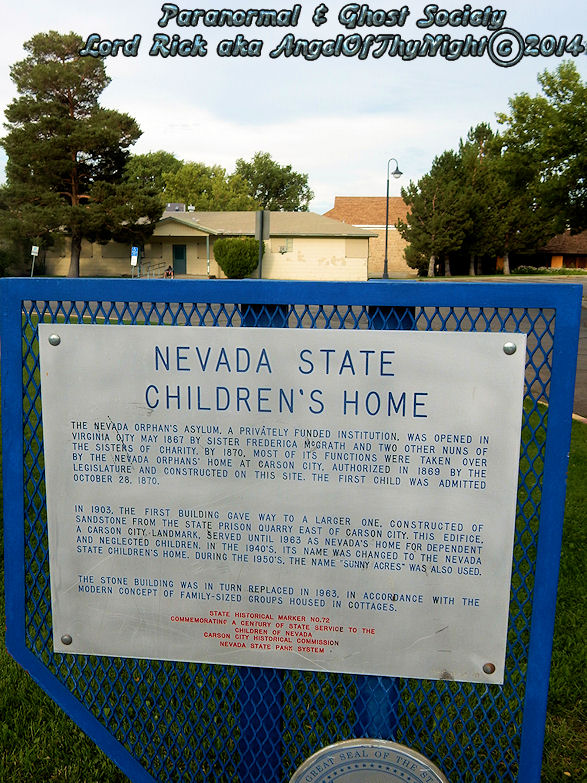 Paranormal & Ghost Society
Lord Rick aka AngelOfThyNight©2014
NEVADA STATE
CHILDREN'S HOME
THE NEVADA ORPHAN'S ASYLUM, A PRIVATELY FUNDED INSTITUTION, WAS OPENED IN
VIRGINIA CITY MAY 1867 BY SISTER FREDERICA McGRATH AND TWO OTHER NUNS OF
THE SISTERS OF CHARITY. BY 1870, MOST OF ITS FUNCTIONS WERE TAKEN OVER
BY THE NEVADA ORPHANS' HOME AT CARSON CITY, AUTHORIZED IN 1869 BY THE
LEGISLATURE AND CONSTRUCTED ON THIS SITE. THE FIRST CHILD WAS ADMITTED
OCTOBER 28, 1870.
IN 1903, THE FIRST BUILDING GAVE WAY TO A LARGER ONE, CONSTRUCTED OF
SANDSTONE FROM THE STATE PRISON QUARRY EAST OF CARSON CITY. THIS EDIFICE,
A CARSON CITY LANDMARK, SERVED UNTIL 1963 AS NEVADA'S HOME FOR DEPENDENT
AND NEGLECTED CHILDREN. IN THE 1940'S, ITS NAME WAS CHANGED TO THE NEVADA
STATE CHILDREN'S HOME. DURING THE 1950'S, THE NAME "SUNNY ACRES" WAS ALSO USED.
THE STONE BUILDING WAS IN TURN REPLACED IN 1963, IN ACCORDANCE WITH THE
MODERN CONCEPT OF FAMILY-SIZED GROUPS HOUSED IN COTTAGES.
STATE HISTORICAL MARKER NO.72
COMMEMORATING A CENTURY OF STATE SERVICE TO THE
CHILDREN OF NEVADA
CARSON CITY HISTORICAL COMMISSION
NEVADA STATE PARK SYSTEM
GREAT SEAL OF THE S